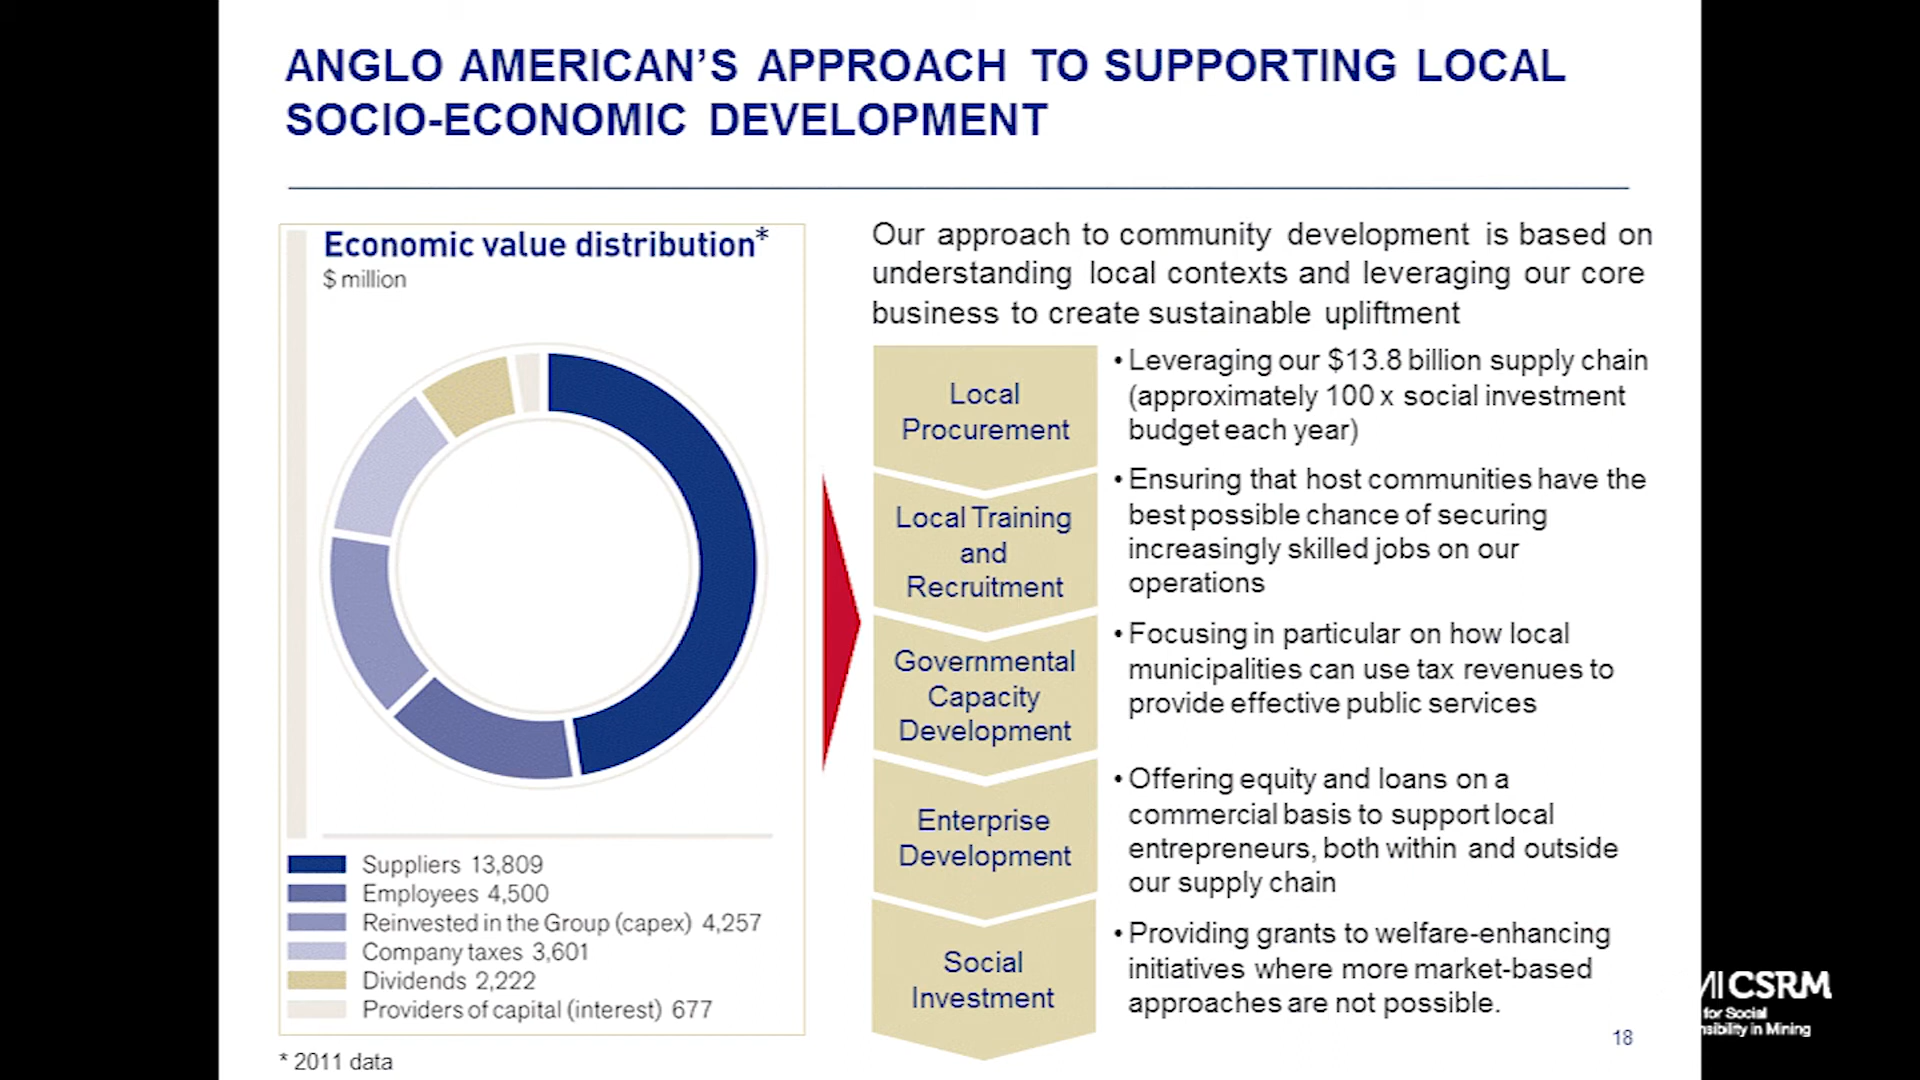 ANGLO AMERICAN'S APPROACH TO SUPPORTING LOCAL
SOCIO-ECONOMIC DEVELOPMENT
Economic value distribution*
$ million
Suppliers 13,809
Employees 4,500
Reinvested in the Group (capex) 4,257
Company taxes 3,601
Dividends 2,222
Providers of capital (interest) 677
* 2011 data
Our approach to community development is based on
understanding local contexts and leveraging our core
business to create sustainable upliftment
Local
Procurement
• Leveraging our $13.8 billion supply chain
(approximately 100 x social investment
budget each year)
Local Training
and
Recruitment
• Ensuring that host communities have the
best possible chance of securing
increasingly skilled jobs on our
operations
Governmental
Capacity
Development
• Focusing in particular on how local
municipalities can use tax revenues to
provide effective public services
Enterprise
Development
• Offering equity and loans on a
commercial basis to support local
entrepreneurs, both within and outside
our supply chain
Social
Investment
• Providing grants to welfare-enhancing
initiatives where more market-based
approaches are not possible.
18
CSRM
for Social
in Mining